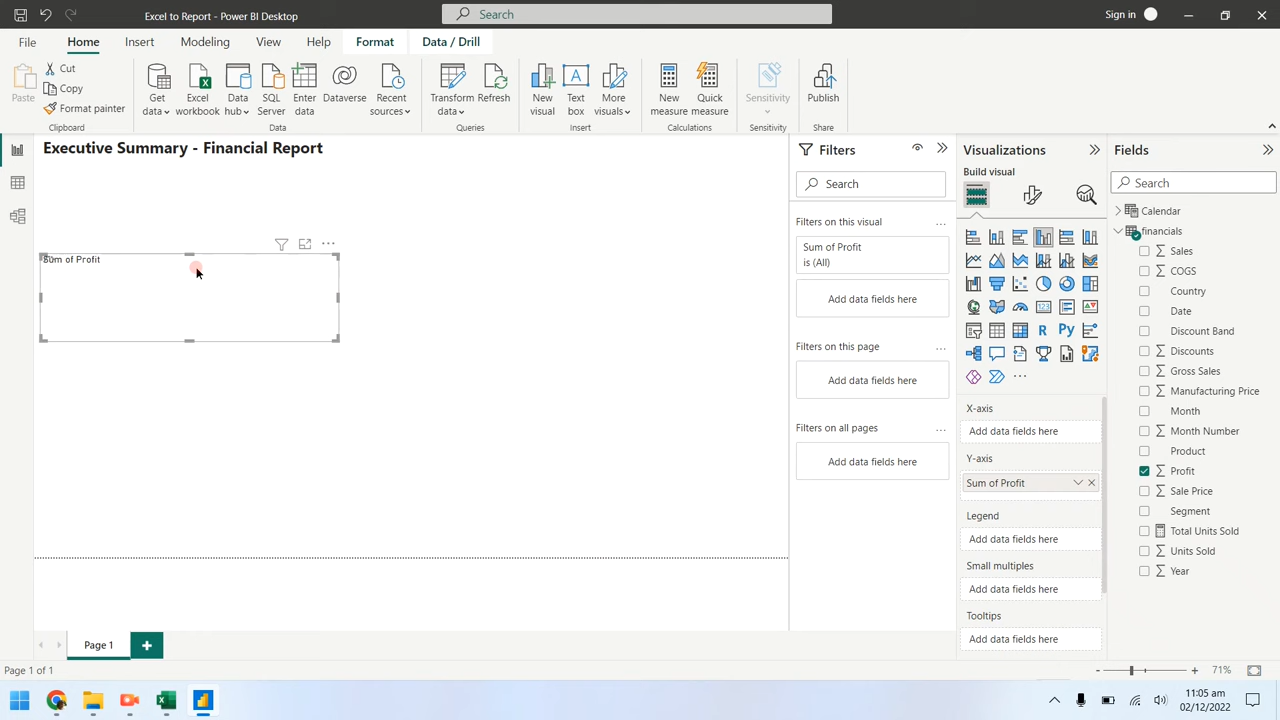 Excel to Report - Power BI Desktop
Search
Sign in
File
Home
Insert
Modeling
View
Help
Format
Data / Drill
Paste
Cut
Copy
Format painter
Clipboard
Get data
Excel workbook
Data hub
SQL Server
Enter data
Dataverse
Recent sources
Data
Transform data
Refresh
Queries
New visual
Text box
More visuals
Insert
New measure
Quick measure
Calculations
Sensitivity
Sensitivity
Publish
Share
Executive Summary - Financial Report
Sum of Profit
Filters
Search
Filters on this visual
Sum of Profit
is (All)
Add data fields here
Filters on this page
Add data fields here
Filters on all pages
Add data fields here
Visualizations
Build visual
R
Py
X-axis
Add data fields here
Y-axis
Sum of Profit
Legend
Add data fields here
Small multiples
Add data fields here
Tooltips
Add data fields here
Fields
Search
Calendar
financials
Sales
COGS
Country
Date
Discount Band
Discounts
Gross Sales
Manufacturing Price
Month
Month Number
Product
Profit
Sale Price
Segment
Total Units Sold
Units Sold
Year
Page 1
Page 1 of 1
71%
11:05 am
02/12/2022